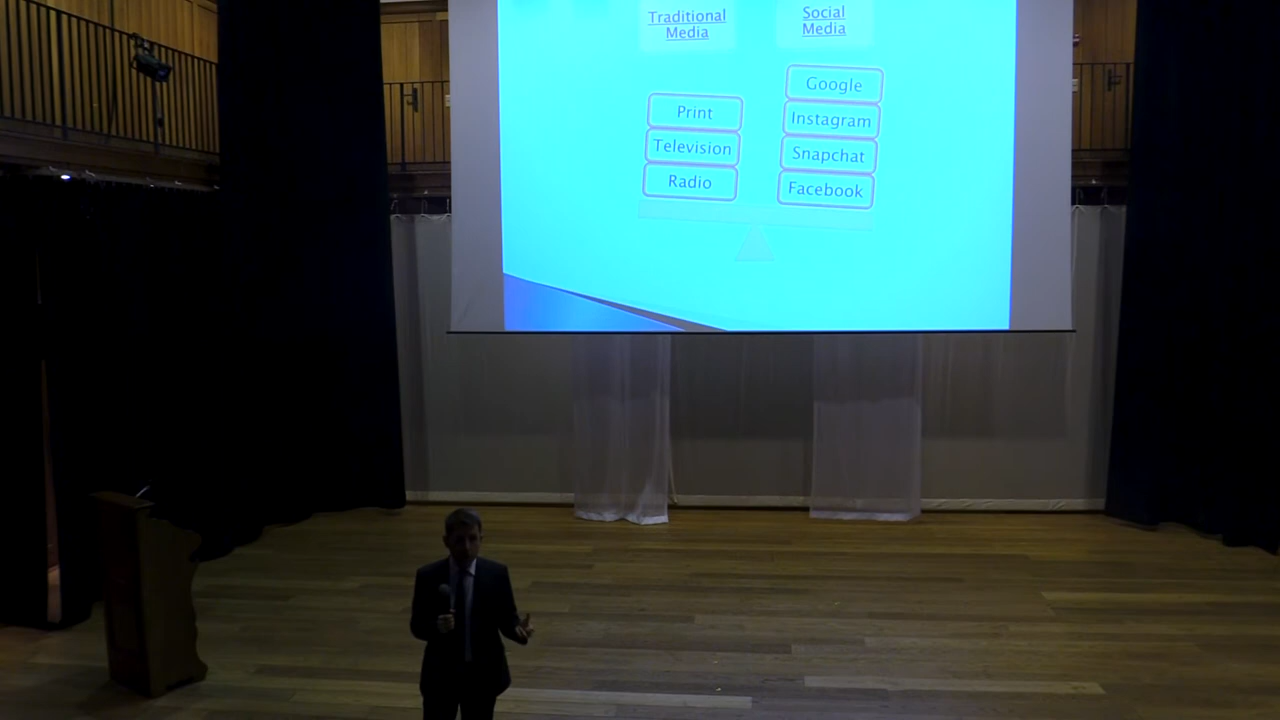 Traditional
Media
Print
Television
Radio
Social
Media
Google
Instagram
Snapchat
Facebook